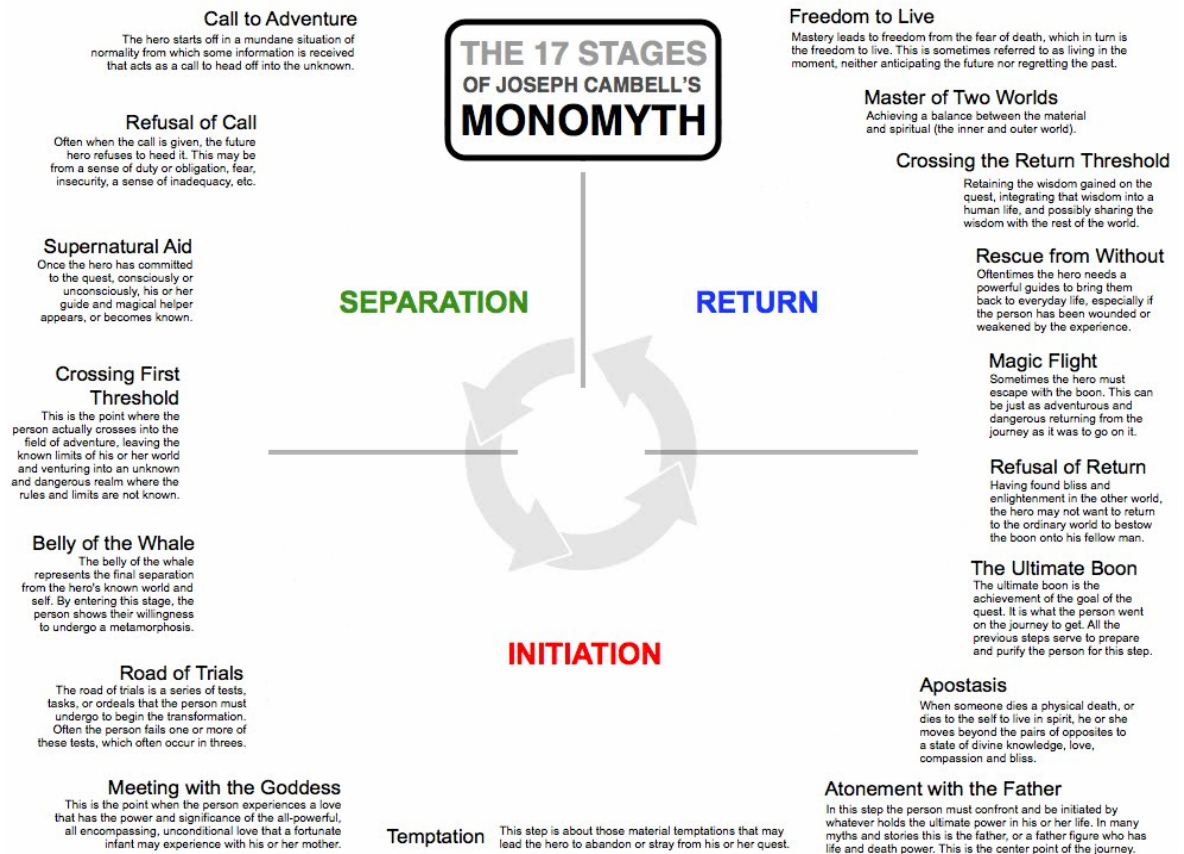 THE 17 STAGES
OF JOSEPH CAMBELL'S
MONOMYTH
Call to Adventure
The hero starts off in a mundane situation of
normality from which some information is received
that acts as a call to head off into the unknown.
Refusal of Call
Often when the call is given, the future
hero refuses to heed it. This may be
from a sense of duty or obligation, fear,
insecurity, a sense of inadequacy, etc.
Supernatural Aid
Once the hero has committed
to the quest, consciously or
unconsciously, his or her
guide and magical helper
appears, or becomes known.
Crossing First
Threshold
This is the point where the
person actually crosses into the
field of adventure, leaving the
known limits of his or her world
and venturing into an unknown
and dangerous realm where the
rules and limits are not known.
Belly of the Whale
The belly of the whale
represents the final separation
from the hero's known world and
self. By entering this stage, the
person shows their willingness
to undergo a metamorphosis.
Road of Trials
The road of trials is a series of tests,
tasks, or ordeals that the person must
undergo to begin the transformation.
Often the person fails one or more of
these tests, which often occur in threes.
Meeting with the Goddess
This is the point when the person experiences a love
that has the power and significance of the all-powerful,
all encompassing, unconditional love that a fortunate
infant may experience with his or her mother.
SEPARATION
RETURN
INITIATION
Temptation
This step is about those material temptations that may
lead the hero to abandon or stray from his or her quest.
Freedom to Live
Mastery leads to freedom from the fear of death, which in turn is
the freedom to live. This is sometimes referred to as living in the
moment, neither anticipating the future nor regretting the past.
Master of Two Worlds
Achieving a balance between the material
and spiritual (the inner and outer world).
Crossing the Return Threshold
Retaining the wisdom gained on the
quest, integrating that wisdom into a
human life, and possibly sharing the
wisdom with the rest of the world.
Rescue from Without
Oftentimes the hero needs a
powerful guides to bring them
back to everyday life, especially if
the person has been wounded or
weakened by the experience.
Magic Flight
Sometimes the hero must
escape with the boon. This can
be just as adventurous and
dangerous returning from the
journey as it was to go on it.
Refusal of Return
Having found bliss and
enlightenment in the other world,
the hero may not want to return
to the ordinary world to bestow
the boon onto his fellow man.
The Ultimate Boon
The ultimate boon is the
achievement of the goal of the
quest. It is what the person went
on the journey to get. All the
previous steps serve to prepare
and purify the person for this step.
Apostasis
When someone dies a physical death, or
dies to the self to live in spirit, he or she
moves beyond the pairs of opposites to
a state of divine knowledge, love,
compassion and bliss.
Atonement with the Father
In this step the person must confront and be initiated by
whatever holds the ultimate power in his or her life. In many
myths and stories this is the father, or a father figure who has
life and death power. This is the center point of the journey.